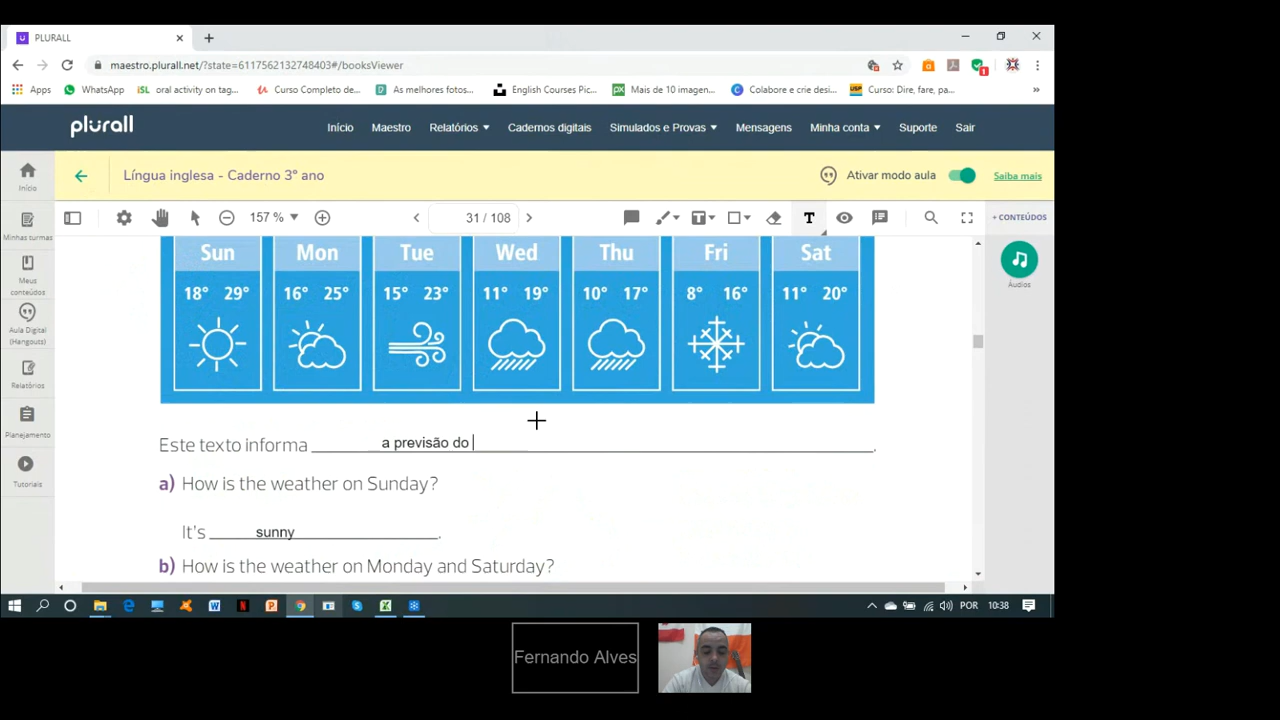 PLURALL
maestro.plurall.net/?state=6117562132748403#/booksViewer
1
Apps WhatsApp iSL oral activity on tag... Curso Completo de... As melhores fotos... English Courses Pic... Mais de 10 imagen... Colabore e crie desi... USP Curso: Dire, fare, pa... »
plurall Início Maestro Relatórios Cadernos digitais Simulados e Provas Mensagens Minha conta Suporte Sair
Língua inglesa - Caderno 3º ano Ativar modo aula Saiba mais
157 % 31 / 108 T T + CONTEÚDOS
Início
Minhas turmas
Meus conteúdos
Aula Digital (Hangouts)
Relatórios
Planejamento
Tutoriais
Áudios
Sun Mon Tue Wed Thu Fri Sat
18° 29° 16° 25° 15° 23° 11° 19° 10° 17° 8° 16° 11° 20°
Este texto informa a previsão do .
a) How is the weather on Sunday?
It's sunny.
b) How is the weather on Monday and Saturday?
POR 10:38
Fernando Alves